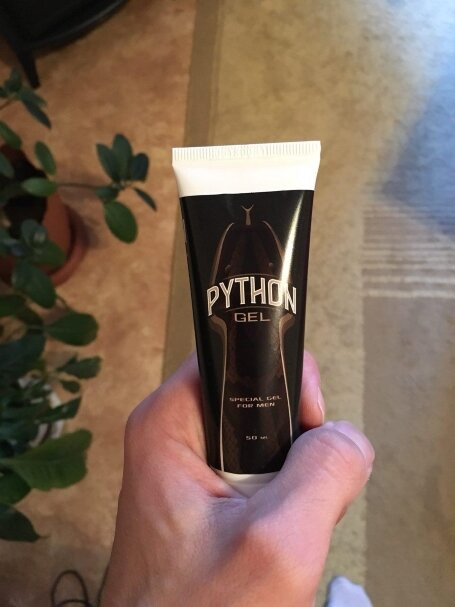 PYTHON
GEL
SPECIAL GEL
FOR MEN
50 ML